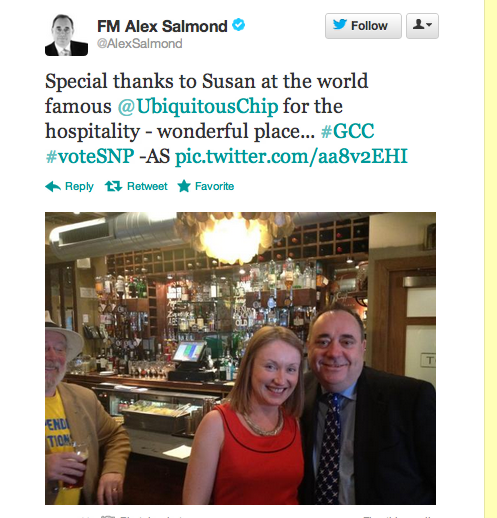 FM Alex Salmond
Follow
@AlexSalmond
Special thanks to Susan at the world
famous @UbiquitousChip for the
hospitality - wonderful place... #GCC
#voteSNP -AS pic.twitter.com/aa8v2EHI
Reply Retweet Favorite